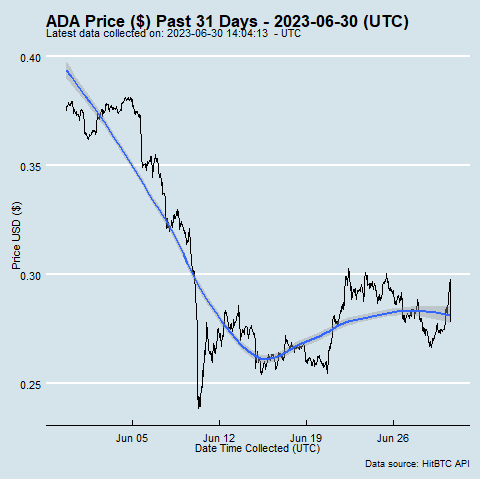 ADA Price ($) Past 31 Days - 2023-06-30 (UTC)
Latest data collected on: 2023-06-30 14:04:13  - UTC
0.40
0.35
0.30
0.25
Price USD ($)
Jun 05 Jun 12 Jun 19 Jun 26
Date Time Collected (UTC)
Data source: HitBTC API